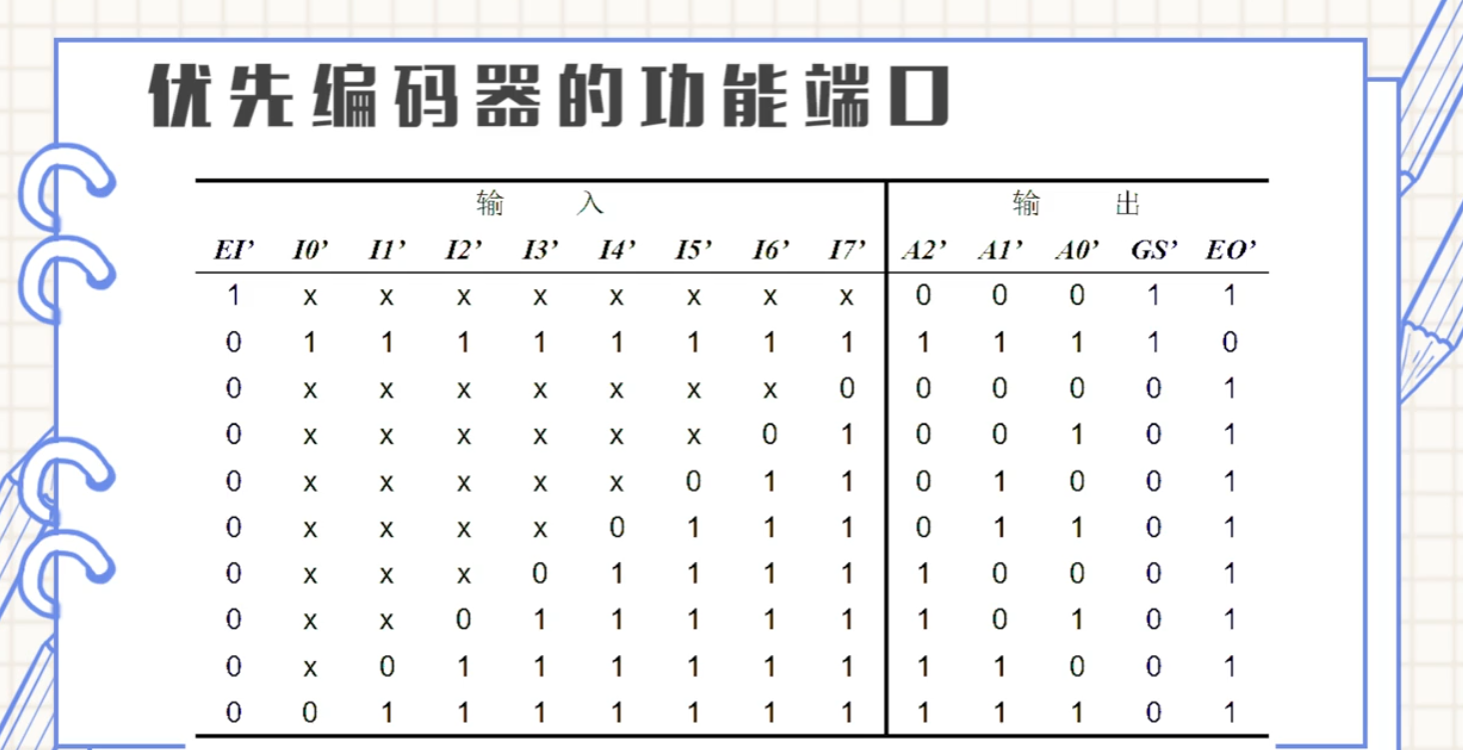 优先编码器的功能端口
输 入 输 出
EI’ I0’ I1’ I2’ I3’ I4’ I5’ I6’ I7’ A2’ A1’ A0’ GS’ EO’
1 x x x x x x x x 0 0 0 1 1
0 1 1 1 1 1 1 1 1 1 1 1 1 0
0 x x x x x x x 0 0 0 0 0 1
0 x x x x x x 0 1 0 0 1 0 1
0 x x x x x 0 1 1 0 1 0 0 1
0 x x x x 0 1 1 1 0 1 1 0 1
0 x x x 0 1 1 1 1 1 0 0 0 1
0 x x 0 1 1 1 1 1 1 0 1 0 1
0 x 0 1 1 1 1 1 1 1 1 0 0 1
0 0 1 1 1 1 1 1 1 1 1 1 0 1